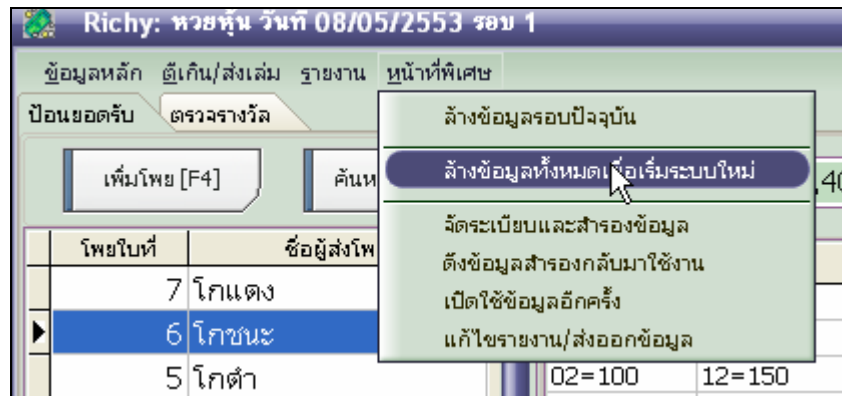 Richy: หวยหุ้น วันที่ 08/05/2553 รอบ 1
ข้อมูลหลัก ตีเกิน/ส่งเล่ม รายงาน หน้าที่พิเศษ
ป้อนยอดรับ ตรวจรางวัล
ล้างข้อมูลรอบปัจจุบัน
ล้างข้อมูลทั้งหมดเพื่อเริ่มระบบใหม่
จัดระเบียบและสำรองข้อมูล
ดึงข้อมูลสำรองกลับมาใช้งาน
เปิดใช้ข้อมูลอีกครั้ง
แก้ไขรายงาน/ส่งออกข้อมูล
เพิ่มโพย [F4] ค้นห
โพยใบที่ ชื่อผู้ส่งโพ
7 โกแดง
6 โกชนะ
5 โกดำ
02=100 12=150